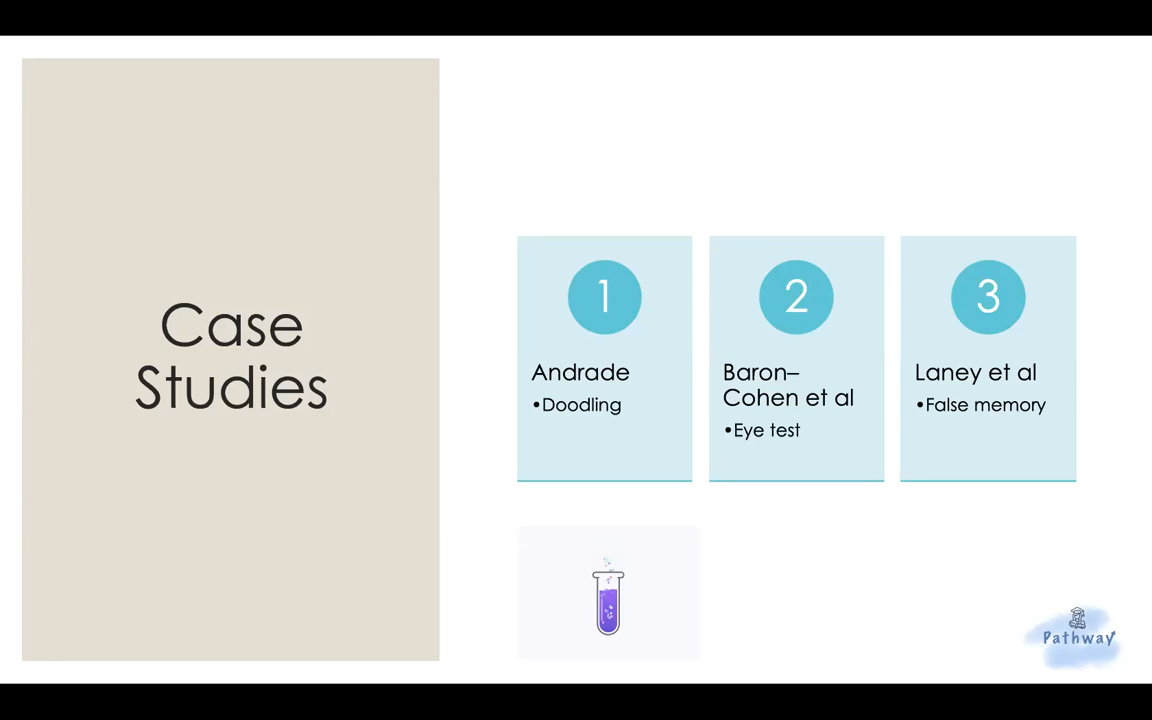 Case
Studies
1
Andrade
•Doodling
2
Baron–
Cohen et al
•Eye test
3
Laney et al
•False memory
Pathway